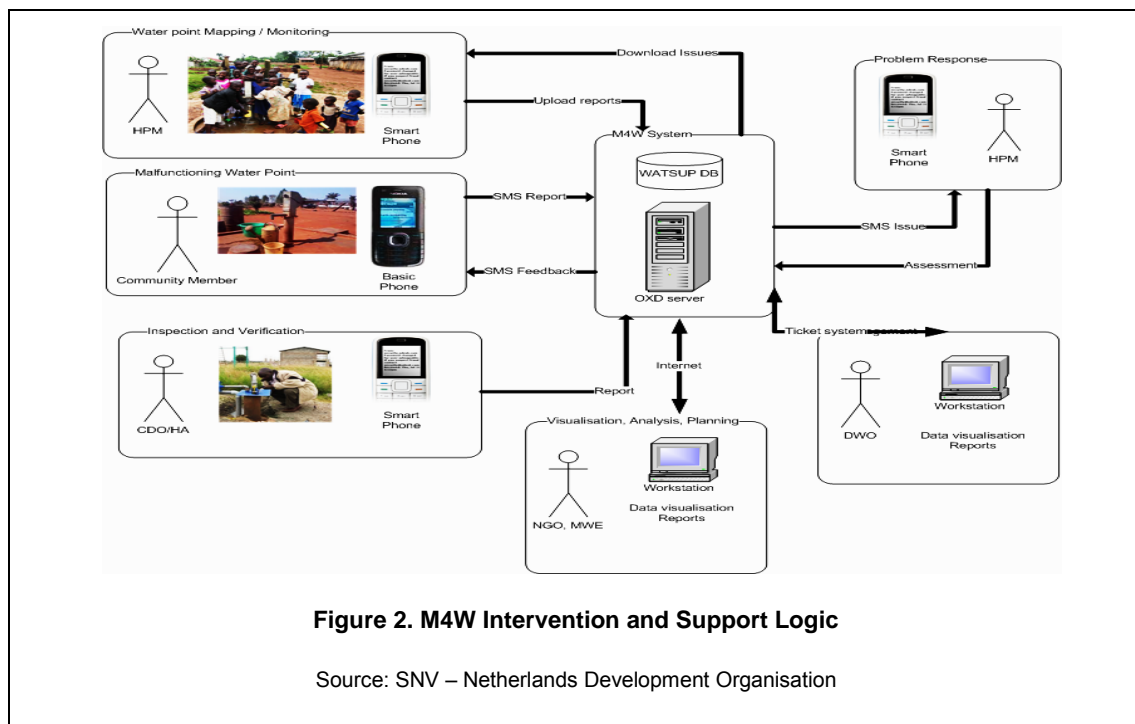 Water point Mapping / Monitoring
HPM
Smart
Phone
Download Issues
Upload reports
Problem Response
Smart
Phone
HPM
M4W System
WATSUP DB
OXD server
Malfunctioning Water Point
Community Member
NOKIA
Basic
Phone
SMS Report
SMS Feedback
SMS Issue
Assessment
Inspection and Verification
CDO/HA
Smart
Phone
Report
Internet
Ticket systemgement
DWO
Workstation
Data visualisation
Reports
Visualisation, Analysis, Planning
NGO, MWE
Workstation
Data visualisation
Reports
Figure 2. M4W Intervention and Support Logic
Source: SNV – Netherlands Development Organisation